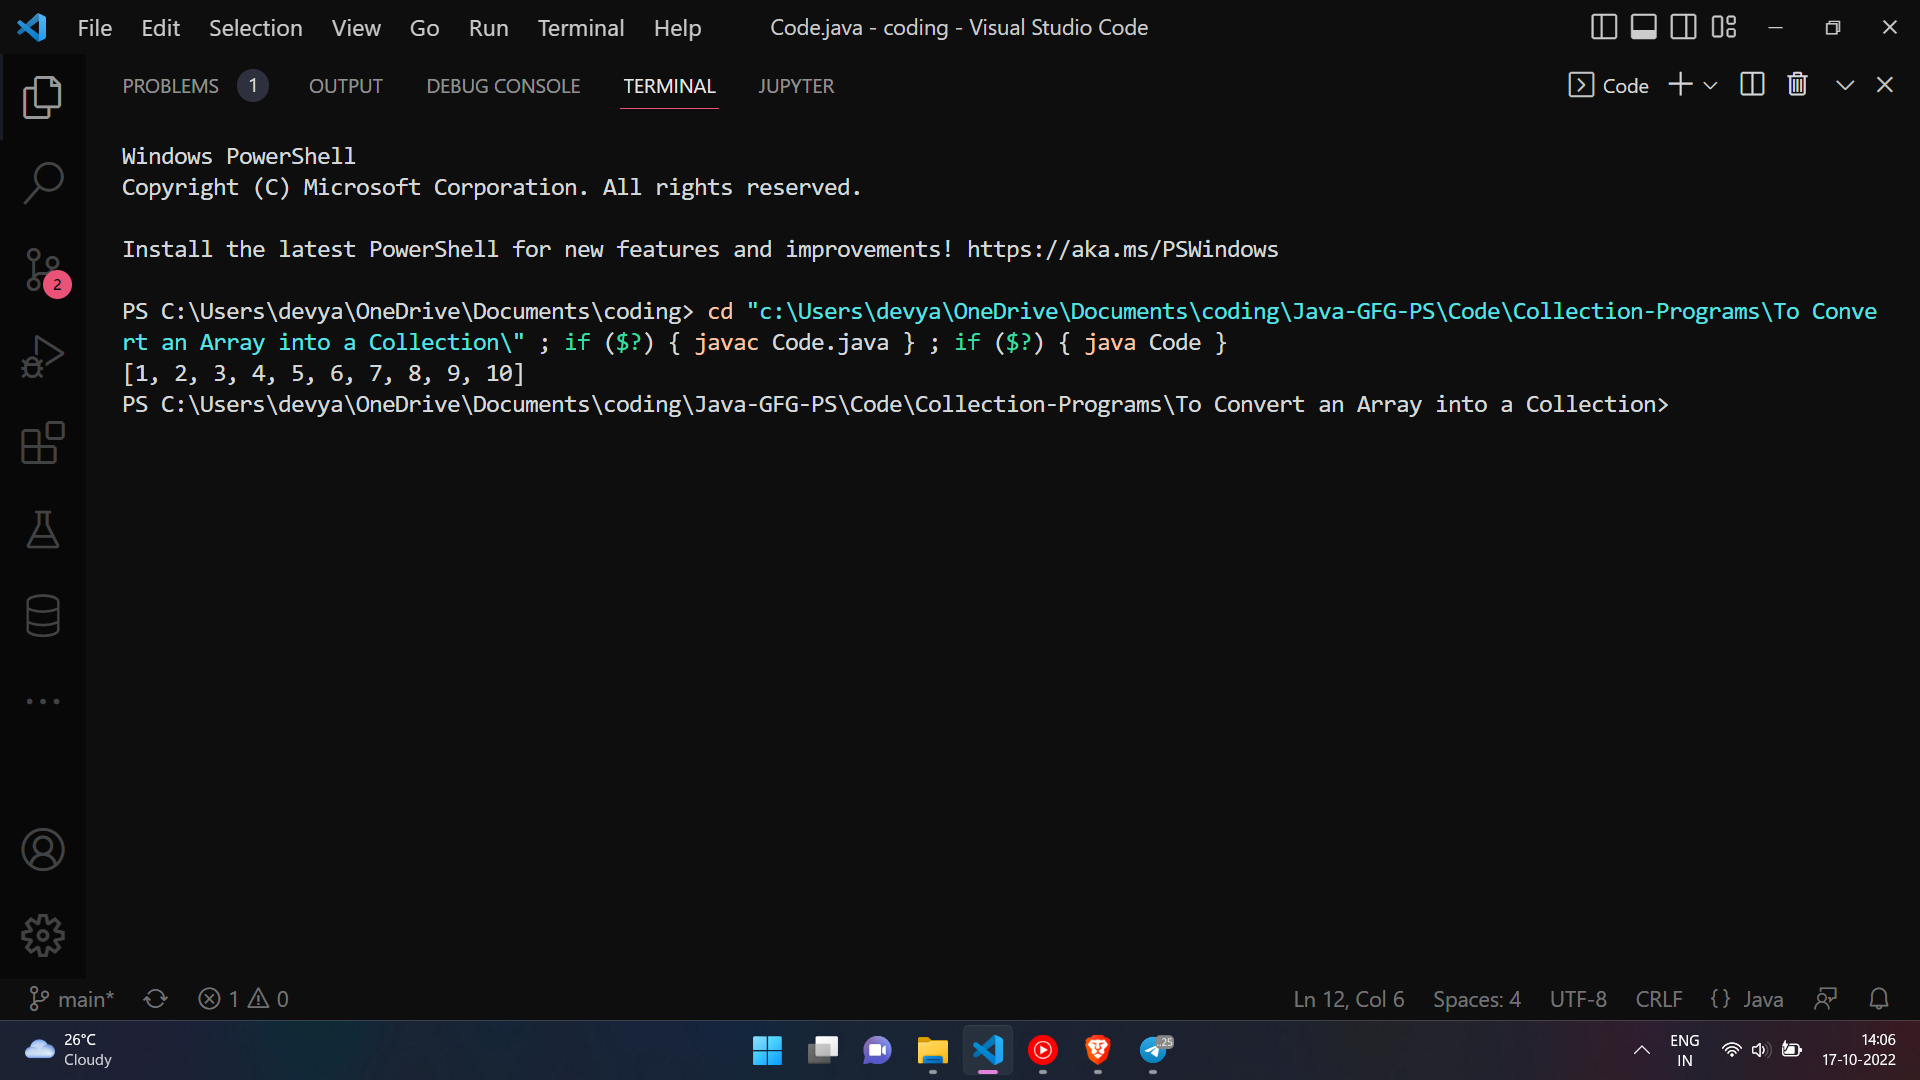 File Edit Selection View Go Run Terminal Help Code.java - coding - Visual Studio Code
PROBLEMS 1 OUTPUT DEBUG CONSOLE TERMINAL JUPYTER Code
Windows PowerShell
Copyright (C) Microsoft Corporation. All rights reserved.
Install the latest PowerShell for new features and improvements! https://aka.ms/PSWindows
2
PS C:\Users\devya\OneDrive\Documents\coding> cd "c:\Users\devya\OneDrive\Documents\coding\Java-GFG-PS\Code\Collection-Programs\To Conve
rt an Array into a Collection\" ; if ($?) { javac Code.java } ; if ($?) { java Code }
[1, 2, 3, 4, 5, 6, 7, 8, 9, 10]
PS C:\Users\devya\OneDrive\Documents\coding\Java-GFG-PS\Code\Collection-Programs\To Convert an Array into a Collection>
main* 1 0 Ln 12, Col 6 Spaces: 4 UTF-8 CRLF {} Java
26°C
Cloudy
25
ENG
IN
14:06
17-10-2022